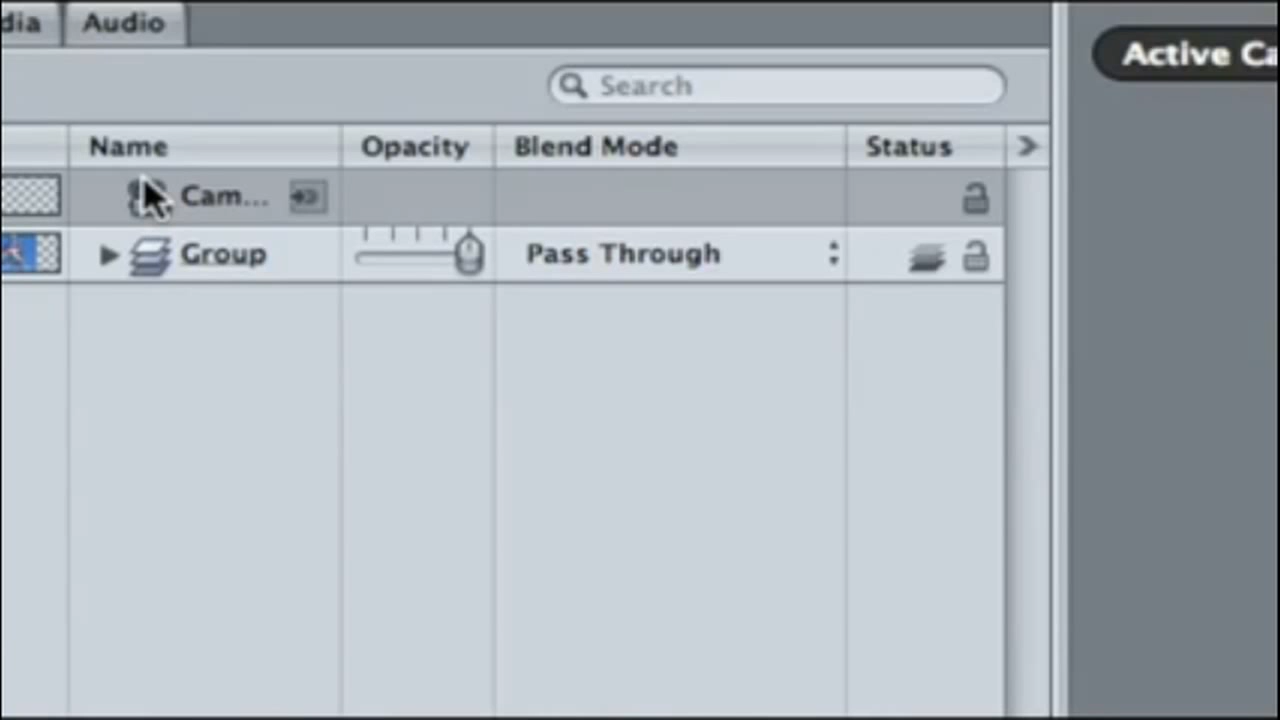 dia Audio
Active Ca
Search
Name Opacity Blend Mode Status
Cam...
Group Pass Through